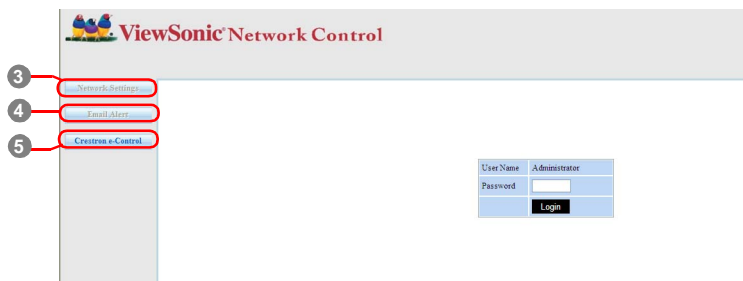 ViewSonic® Network Control
3
Network Settings
4
Email Alert
5
Crestron e-Control
User Name Administrator
Password
Login